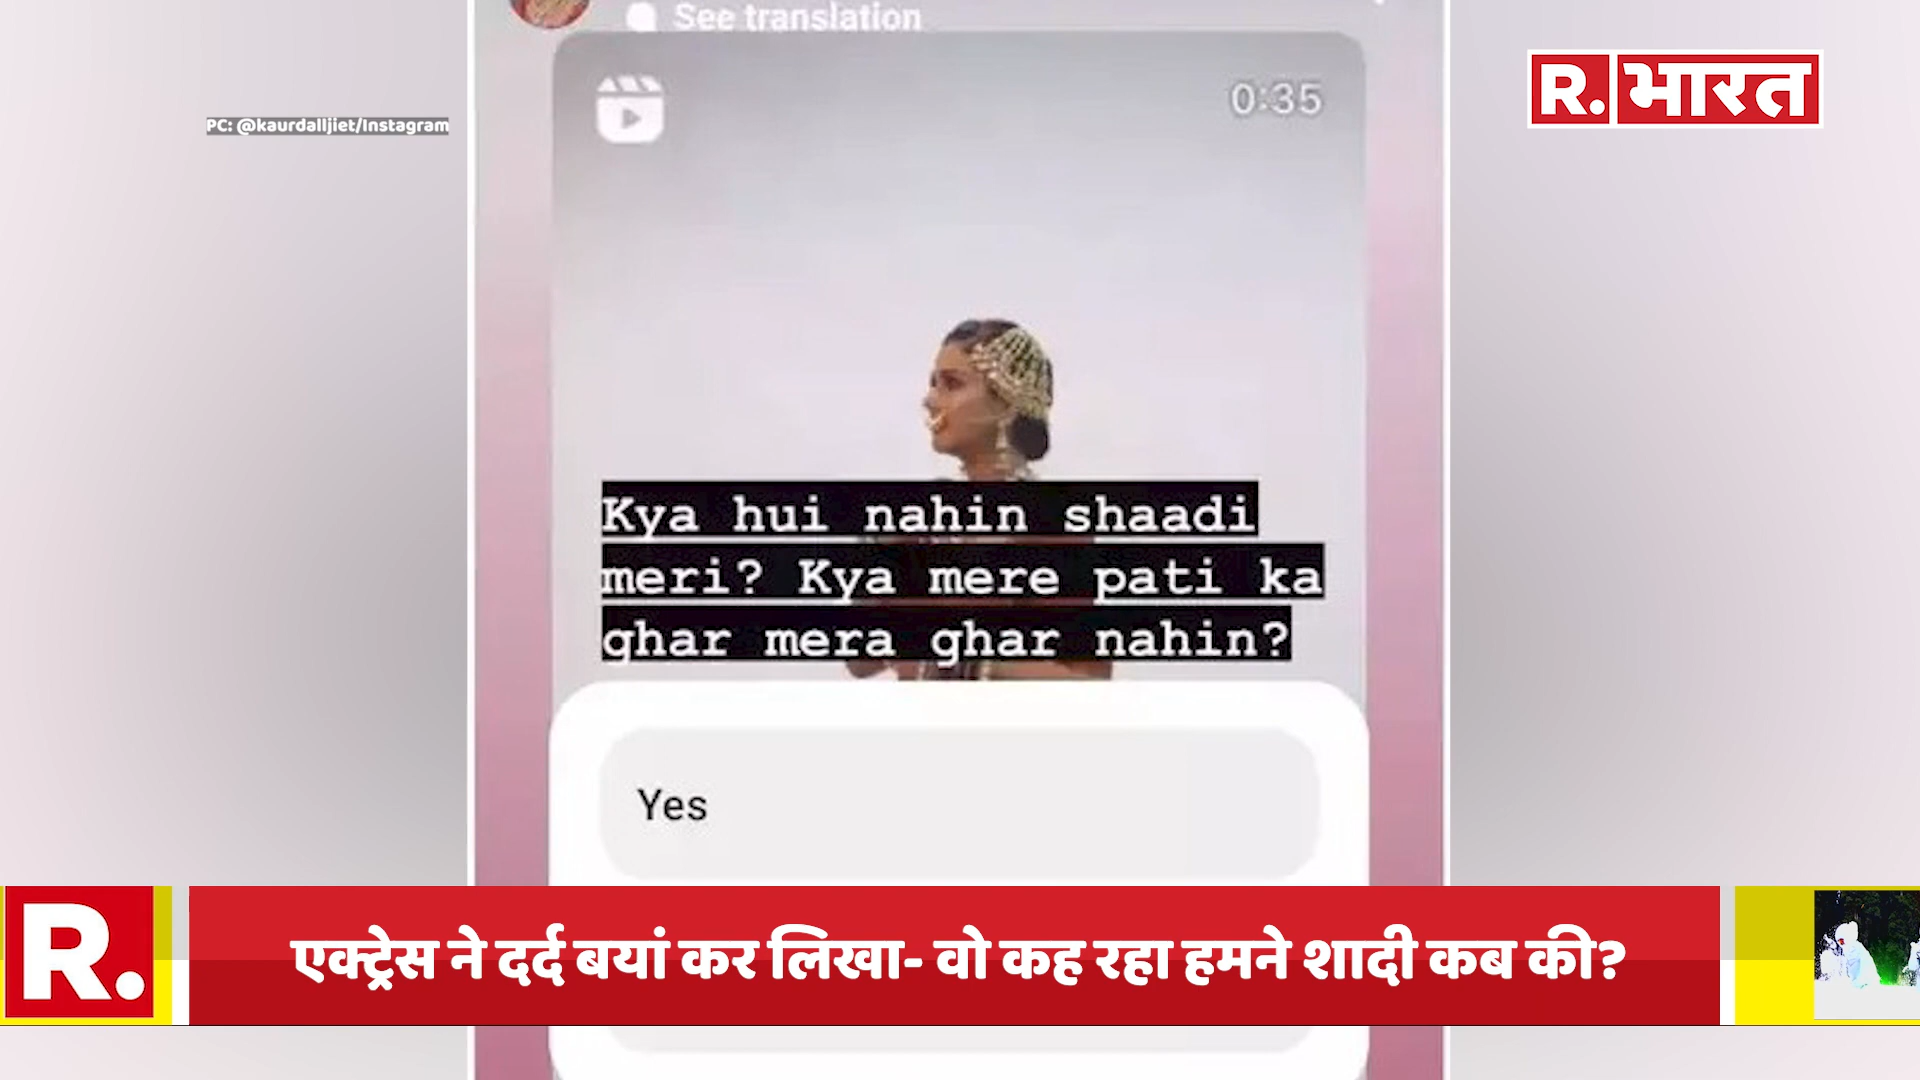 See translation
0:35
PC: @kaurdalljiet/Instagram
R. भारत
Kya hui nahin shaadi
meri? Kya mere pati ka
ghar mera ghar nahin?
Yes
R.
एक्ट्रेस ने दर्द बयां कर लिखा- वो कह रहा हमने शादी कब की?